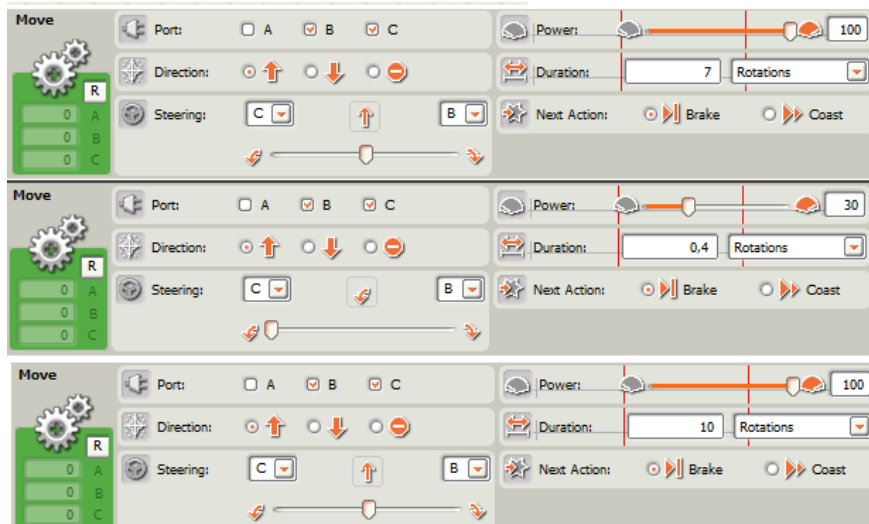 Move
Port: A B C Power: 100
R Direction: Duration: 7 Rotations
0 A Steering: C B Next Action: Brake Coast
0 B
0 C
Move
Port: A B C Power: 30
R Direction: Duration: 0,4 Rotations
0 A Steering: C B Next Action: Brake Coast
0 B
0 C
Move
Port: A B C Power: 100
R Direction: Duration: 10 Rotations
0 A Steering: C B Next Action: Brake Coast
0 B
0 C